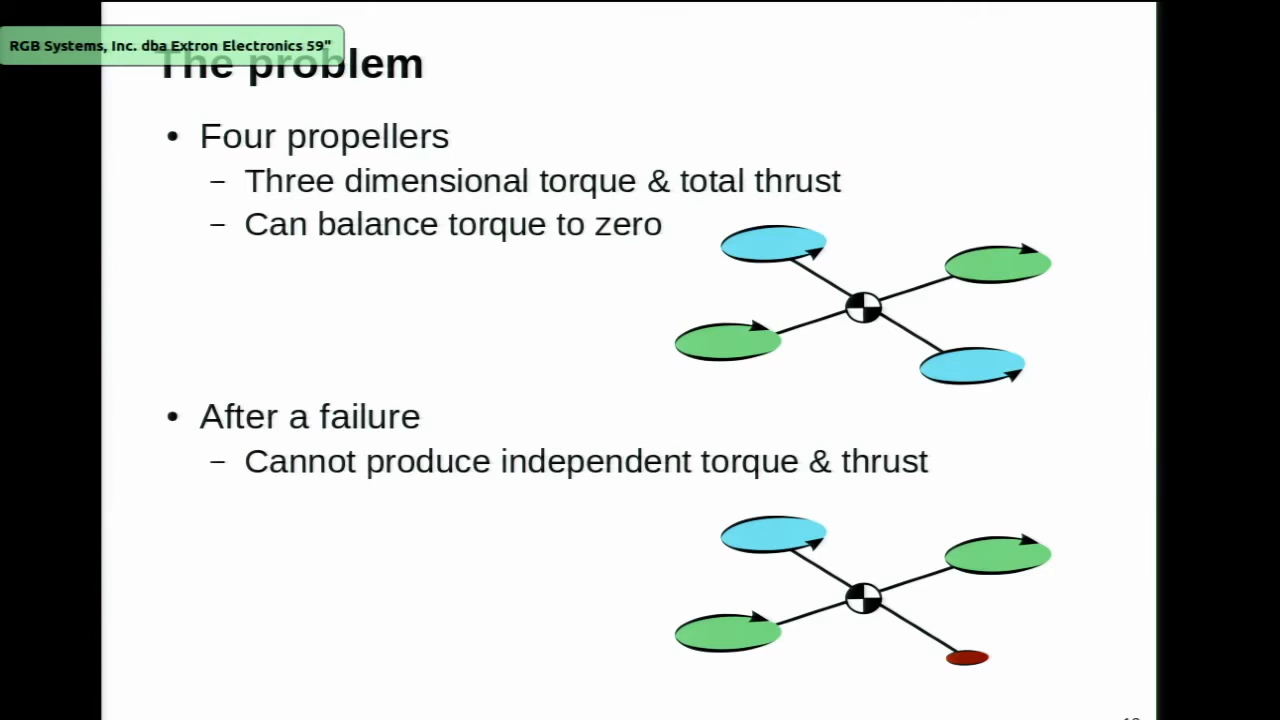 RGB Systems, Inc. dba Extron Electronics 59"
The problem
• Four propellers
– Three dimensional torque & total thrust
– Can balance torque to zero
• After a failure
– Cannot produce independent torque & thrust